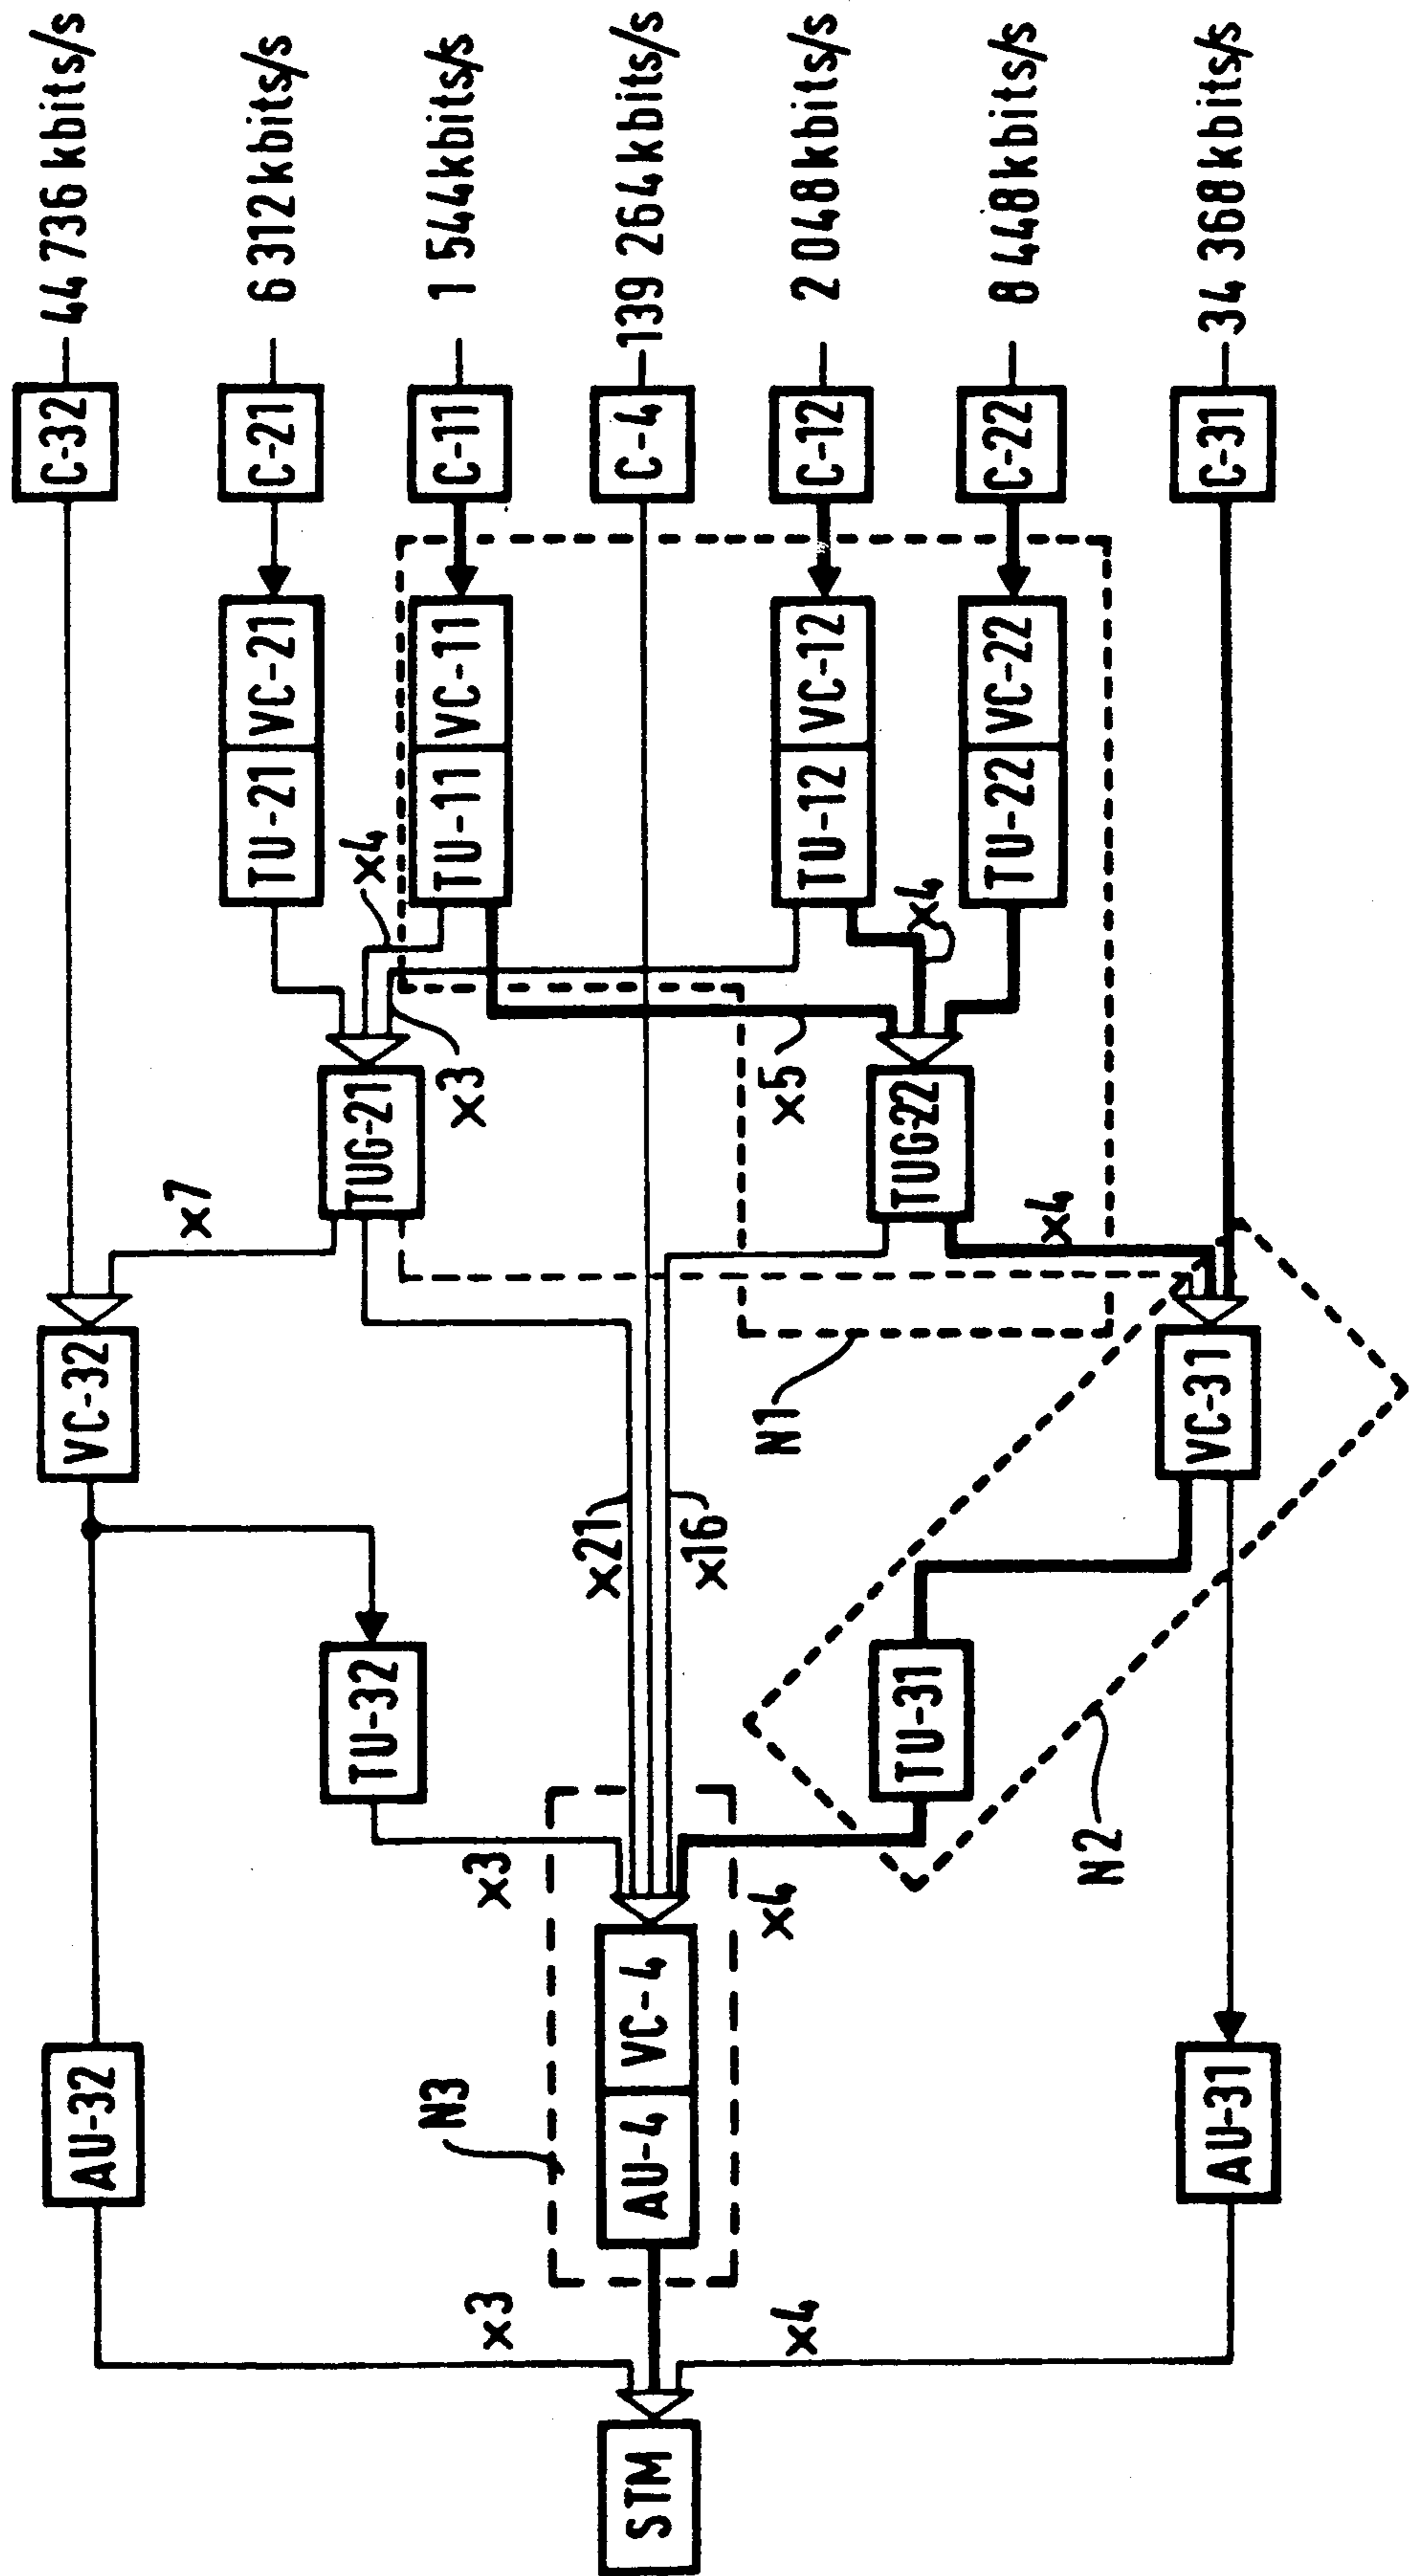 44 736 kbits/s
6 312 kbits/s
1 544 kbits/s
139 264 kbits/s
2 048 kbits/s
8 448 kbits/s
34 368 kbits/s
C-32
C-21
C-11
C-4
C-12
C-22
C-31
TU-21 VC-21
TU-11 VC-11
TU-12 VC-12
TU-22 VC-22
x4
x4
x3
x5
TUG-21
TUG-22
x7
x4
VC-32
N1
VC-31
x21
x16
TU-32
TU-31
N2
x3
x4
AU-4 VC-4
N3
AU-32
AU-31
x3
x4
STM